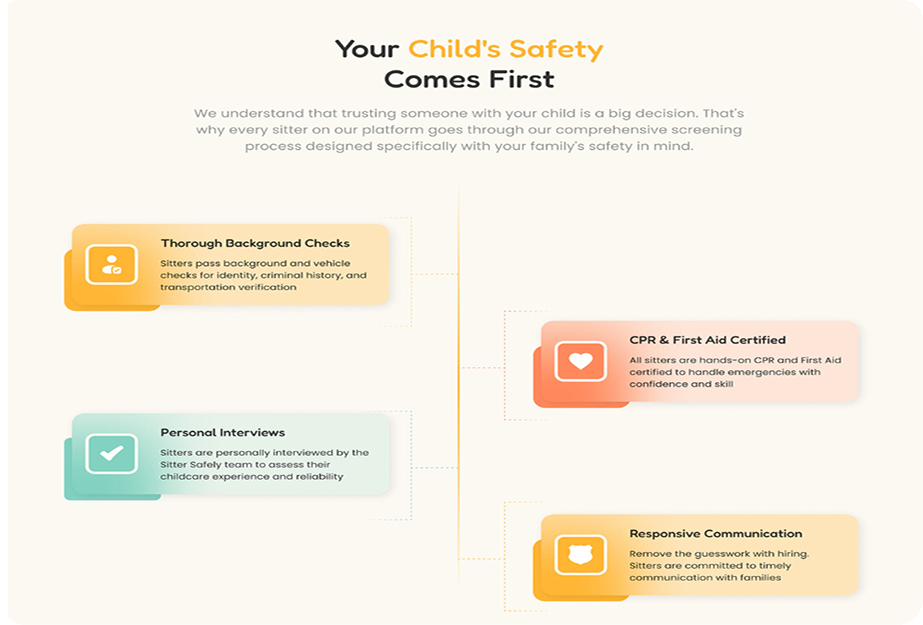 Your Child's Safety
Comes First
We understand that trusting someone with your child is a big decision. That's
why every sitter on our platform goes through our comprehensive screening
process designed specifically with your family's safety in mind.
Thorough Background Checks
Sitters pass background and vehicle
checks for identity, criminal history, and
transportation verification
CPR & First Aid Certified
All sitters are hands-on CPR and First Aid
certified to handle emergencies with
confidence and skill
Personal Interviews
Sitters are personally interviewed by the
Sitter Safely team to assess their
childcare experience and reliability
Responsive Communication
Remove the guesswork with hiring.
Sitters are committed to timely
communication with families